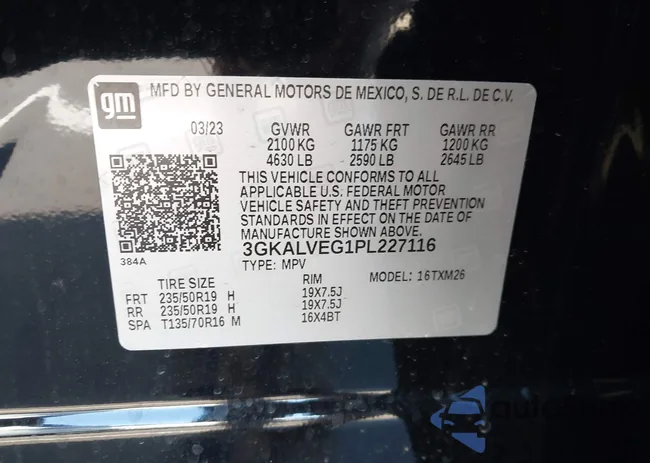 gm MFD BY GENERAL MOTORS DE MEXICO, S. DE R.L. DE C.V.
03/23 GVWR GAWR FRT GAWR RR
2100 KG 1175 KG 1200 KG
4630 LB 2590 LB 2645 LB
THIS VEHICLE CONFORMS TO ALL
APPLICABLE U.S. FEDERAL MOTOR
VEHICLE SAFETY AND THEFT PREVENTION
STANDARDS IN EFFECT ON THE DATE OF
MANUFACTURE SHOWN ABOVE.
3GKALVEG1PL227116
384A TYPE: MPV MODEL: 16TXM26
TIRE SIZE RIM
FRT 235/50R19 H 19X7.5J
RR 235/50R19 H 19X7.5J
SPA T135/70R16 M 16X4BT